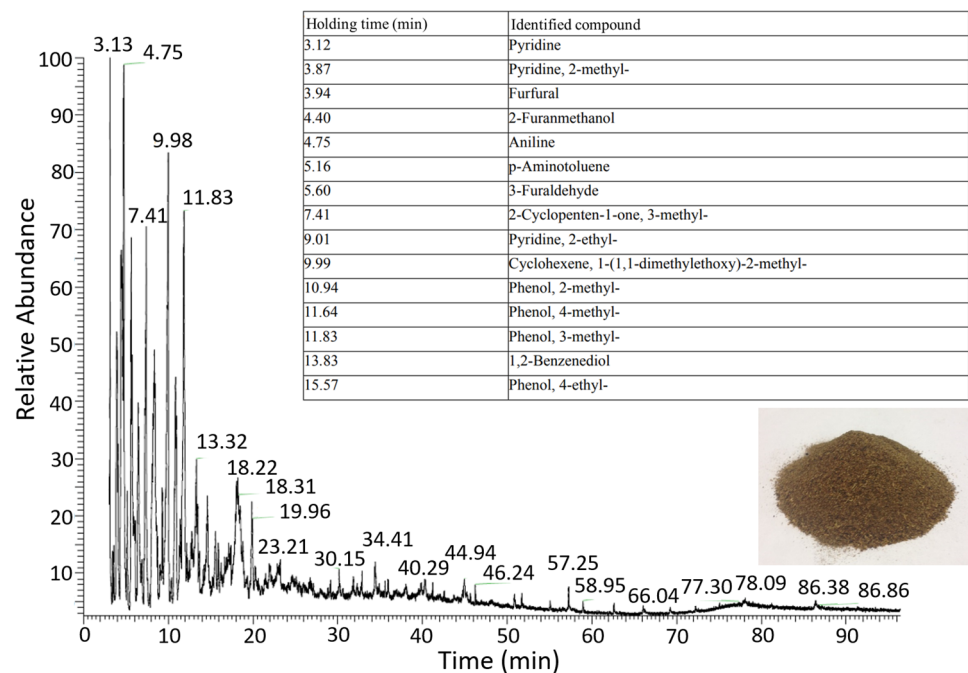 Holding time (min) Identified compound
3.12 Pyridine
3.87 Pyridine, 2-methyl-
3.94 Furfural
4.40 2-Furanmethanol
4.75 Aniline
5.16 p-Aminotoluene
5.60 3-Furaldehyde
7.41 2-Cyclopenten-1-one, 3-methyl-
9.01 Pyridine, 2-ethyl-
9.99 Cyclohexene, 1-(1,1-dimethylethoxy)-2-methyl-
10.94 Phenol, 2-methyl-
11.64 Phenol, 4-methyl-
11.83 Phenol, 3-methyl-
13.83 1,2-Benzenediol
15.57 Phenol, 4-ethyl-
Relative Abundance
100
90
80
70
60
50
40
30
20
10
3.13
4.75
9.98
7.41
11.83
13.32
18.22
18.31
19.96
23.21
30.15
34.41
40.29
44.94
46.24
57.25
58.95
66.04
77.30
78.09
86.38
86.86
0 10 20 30 40 50 60 70 80 90
Time (min)